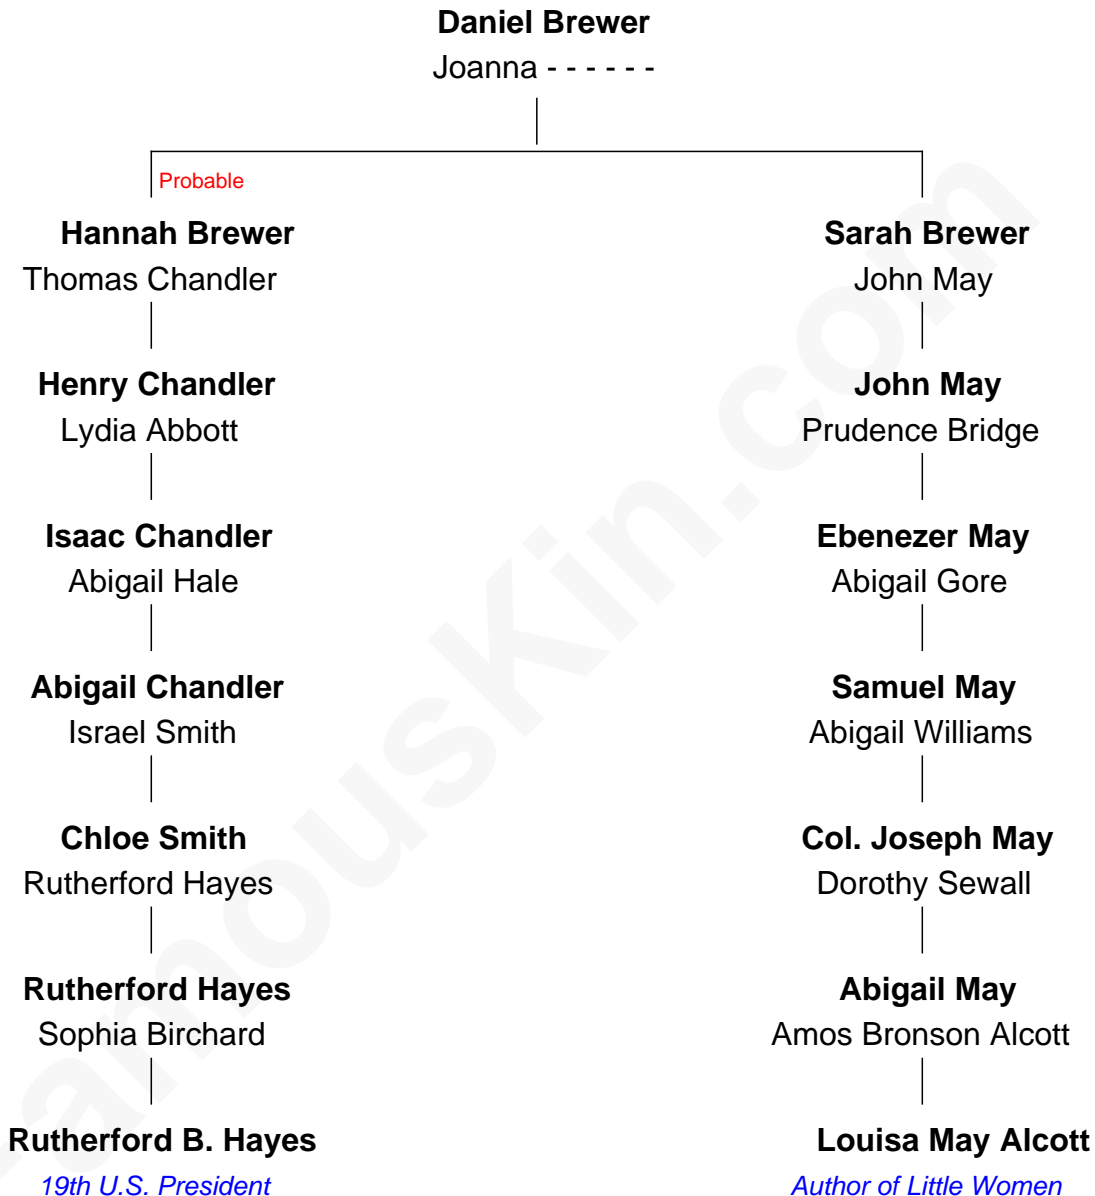 Daniel Brewer
Joanna - - - - - -
Probable
Hannah Brewer
Thomas Chandler
Sarah Brewer
John May
Henry Chandler
Lydia Abbott
John May
Prudence Bridge
Isaac Chandler
Abigail Hale
Ebenezer May
Abigail Gore
Abigail Chandler
Israel Smith
Samuel May
Abigail Williams
Chloe Smith
Rutherford Hayes
Col. Joseph May
Dorothy Sewall
Rutherford Hayes
Sophia Birchard
Abigail May
Amos Bronson Alcott
Rutherford B. Hayes
19th U.S. President
Louisa May Alcott
Author of Little Women
FamousKin.com